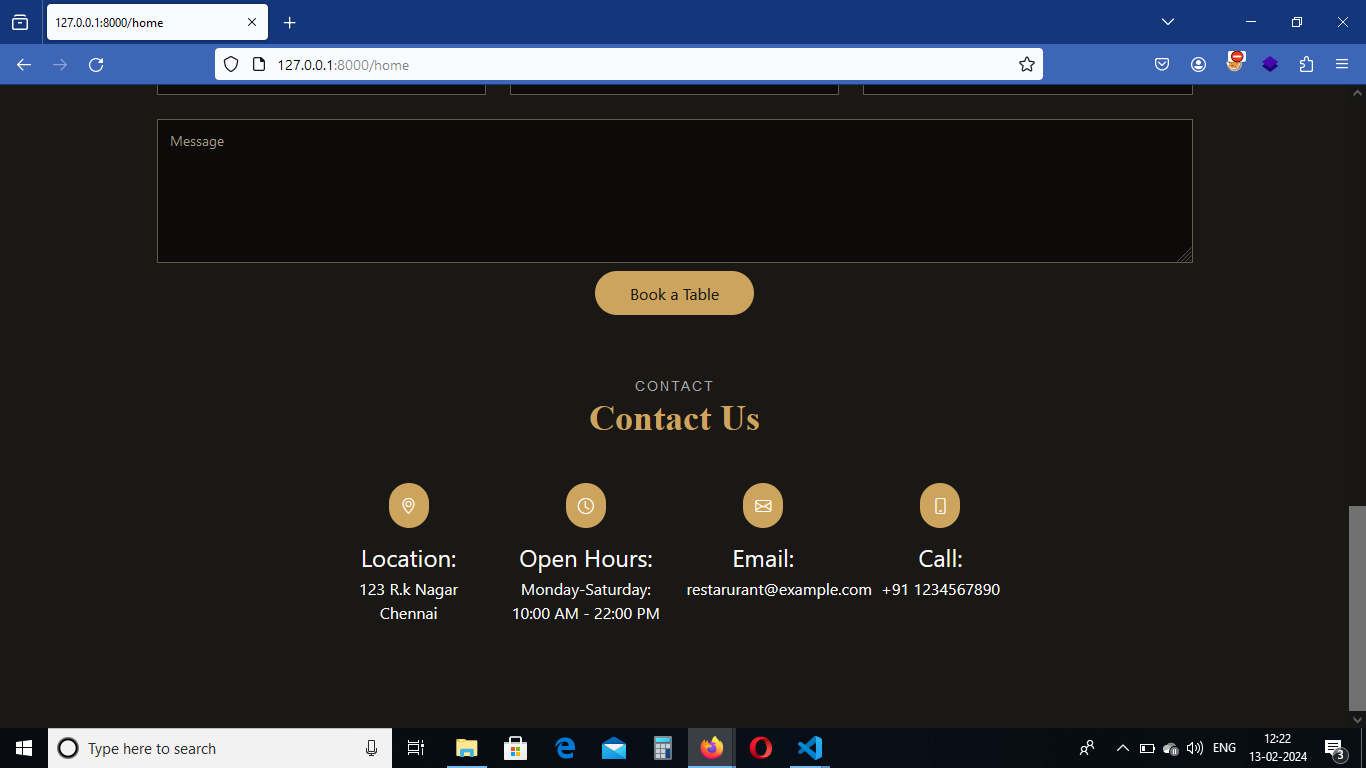 127.0.0.1:8000/home
127.0.0.1:8000/home
Message
Book a Table
CONTACT
Contact Us
Location:
123 R.k Nagar
Chennai
Open Hours:
Monday-Saturday:
10:00 AM - 22:00 PM
Email:
restarurant@example.com
Call:
+91 1234567890
Type here to search
ENG
12:22
13-02-2024
3